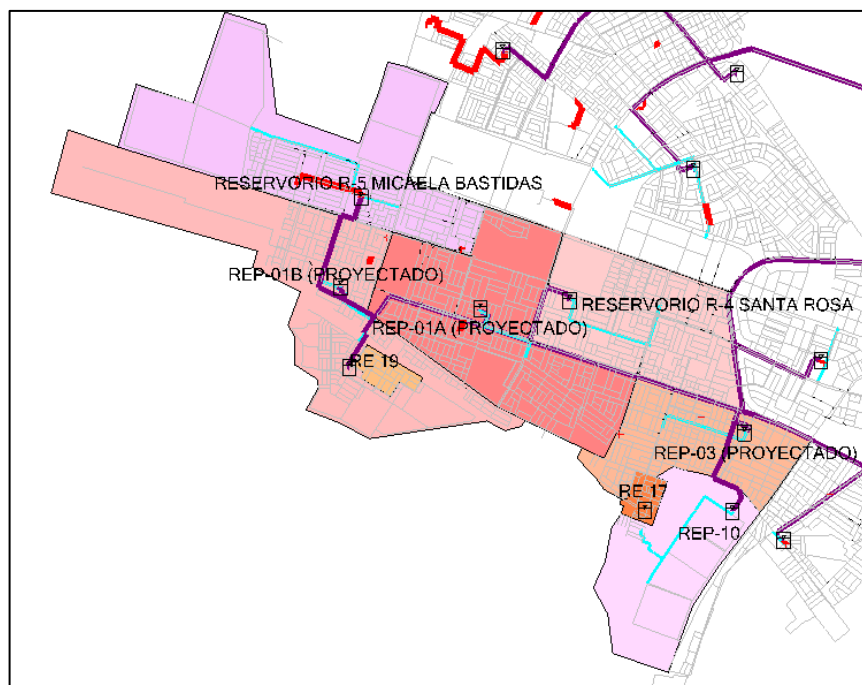 RESERVORIO R-5 MICAELA BASTIDAS
REP-01B (PROYECTADO)
RESERVORIO R-4 SANTA ROSA
REP-01A (PROYECTADO)
RE 19
REP-03 (PROYECTADO)
RE 17
REP-10